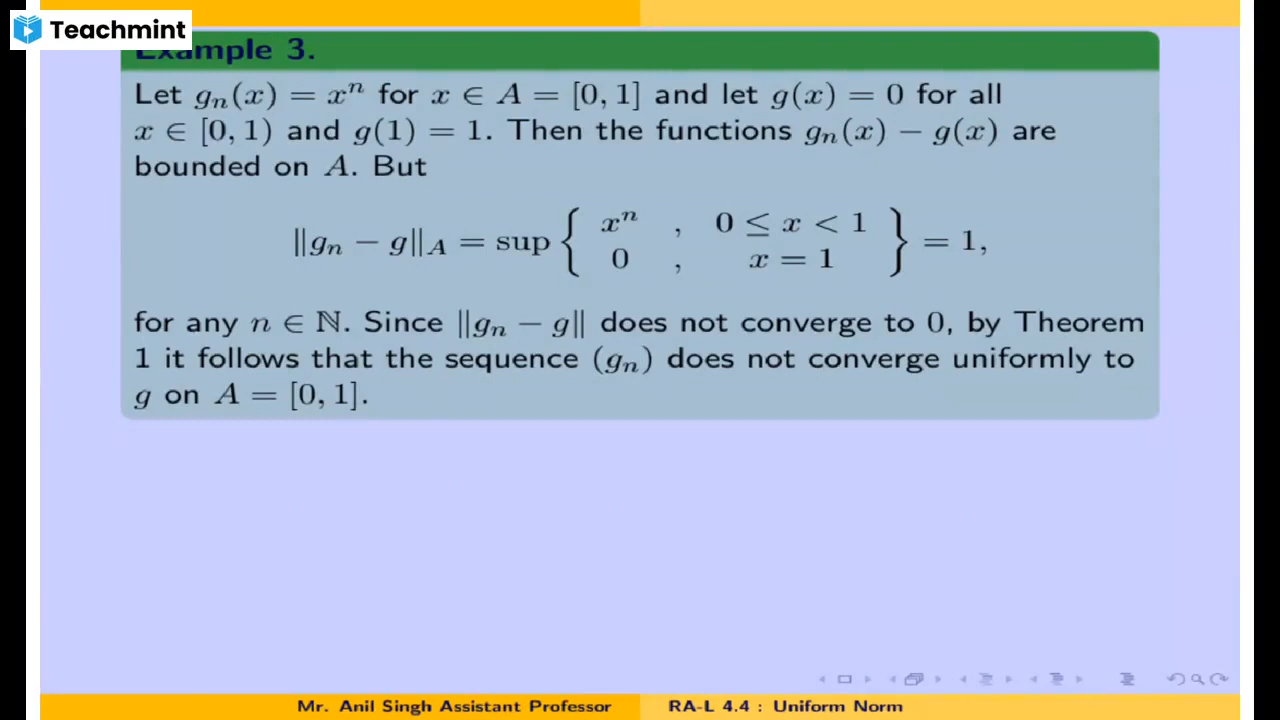 Teachmint
Example 3.
Let gₙ(x) = xⁿ for x ∈ A = [0, 1] and let g(x) = 0 for all
x ∈ [0, 1) and g(1) = 1. Then the functions gₙ(x) − g(x) are
bounded on A. But
‖gₙ − g‖_A = sup { xⁿ , 0 ≤ x < 1
0 , x = 1 } = 1,
for any n ∈ ℕ. Since ‖gₙ − g‖ does not converge to 0, by Theorem
1 it follows that the sequence (gₙ) does not converge uniformly to
g on A = [0, 1].
Mr. Anil Singh Assistant Professor RA-L 4.4 : Uniform Norm